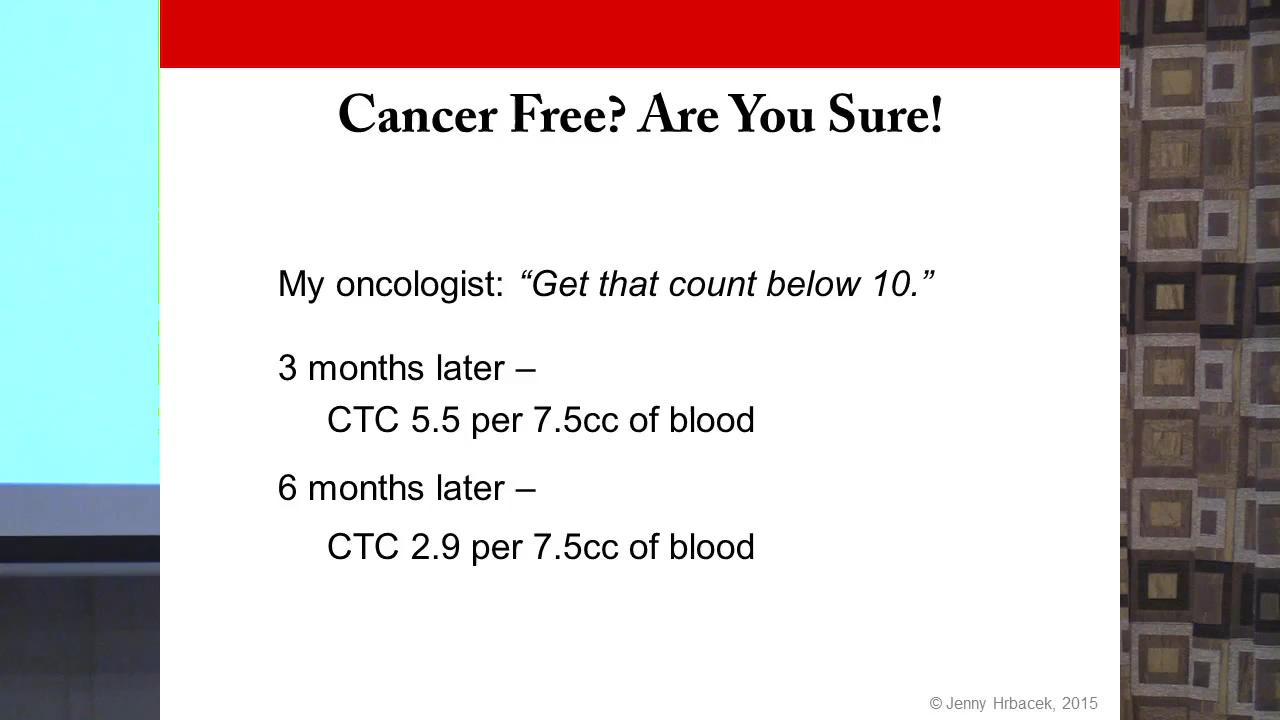 Cancer Free? Are You Sure!
My oncologist: “Get that count below 10.”
3 months later –
CTC 5.5 per 7.5cc of blood
6 months later –
CTC 2.9 per 7.5cc of blood
© Jenny Hrbacek, 2015